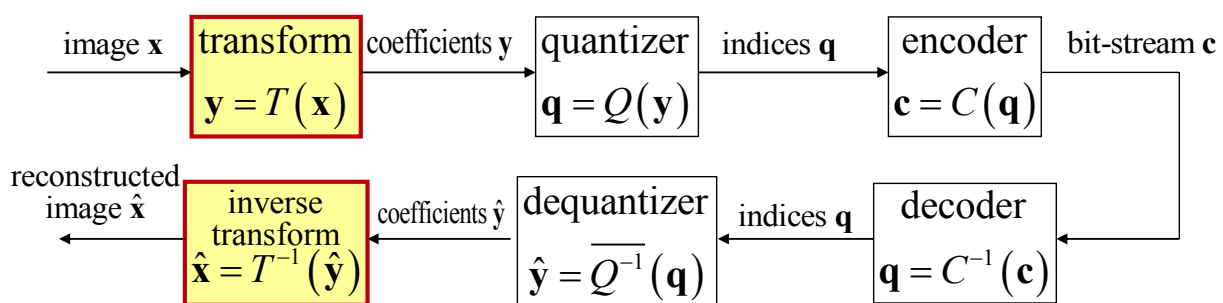 image x
transform
y = T(x)
coefficients y
quantizer
q = Q(y)
indices q
encoder
c = C(q)
bit-stream c
reconstructed
image x̂
inverse
transform
x̂ = T⁻¹(ŷ)
coefficients ŷ
dequantizer
ŷ = \overline{Q⁻¹}(q)
indices q
decoder
q = C⁻¹(c)